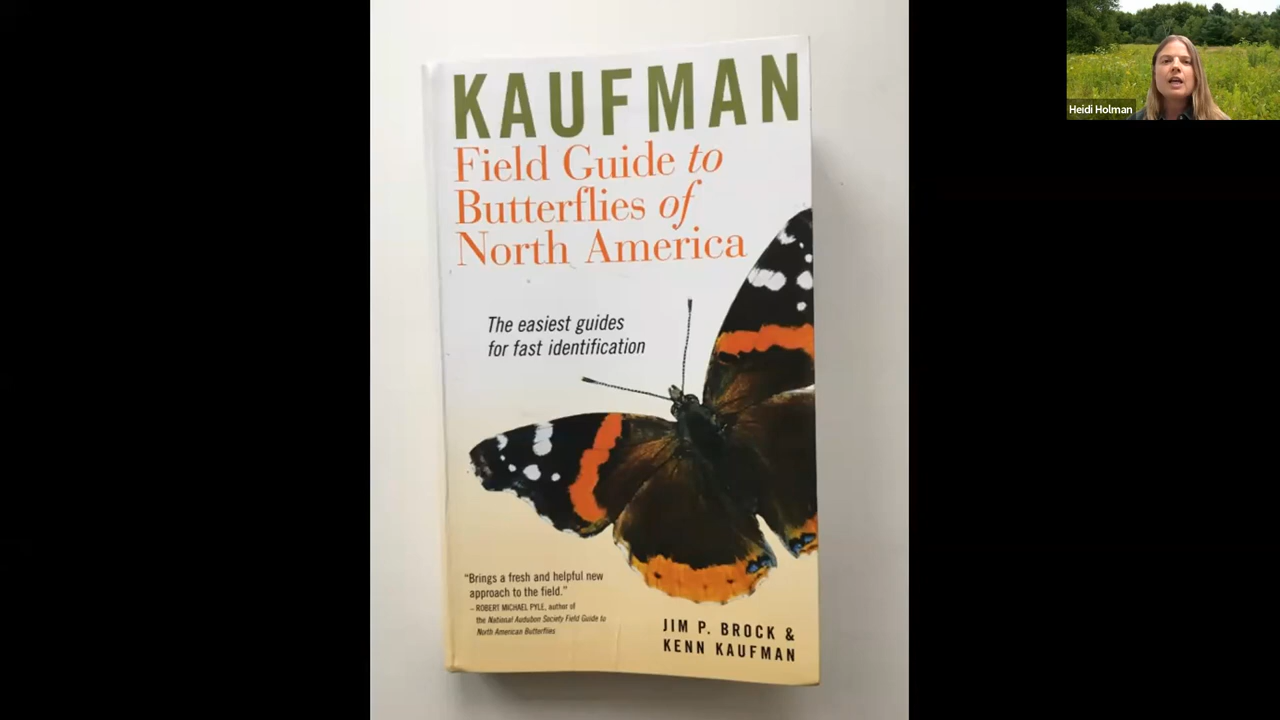 KAUFMAN
Field Guide to
Butterflies of
North America
The easiest guides
for fast identification
"Brings a fresh and helpful new
approach to the field."
– ROBERT MICHAEL PYLE, author of
the National Audubon Society Field Guide to
North American Butterflies
JIM P. BROCK &
KENN KAUFMAN
Heidi Holman